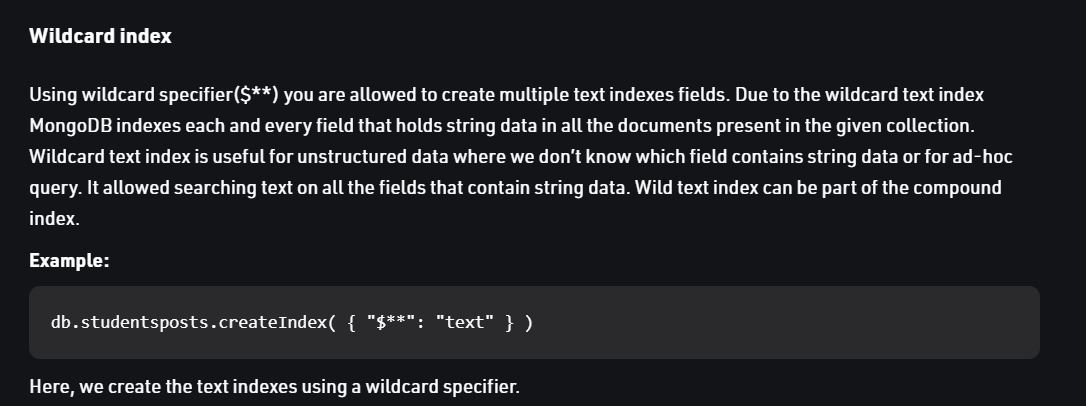 Wildcard index
Using wildcard specifier($**) you are allowed to create multiple text indexes fields. Due to the wildcard text index
MongoDB indexes each and every field that holds string data in all the documents present in the given collection.
Wildcard text index is useful for unstructured data where we don’t know which field contains string data or for ad-hoc
query. It allowed searching text on all the fields that contain string data. Wild text index can be part of the compound
index.
Example:
db.studentsposts.createIndex( { "$**": "text" } )
Here, we create the text indexes using a wildcard specifier.